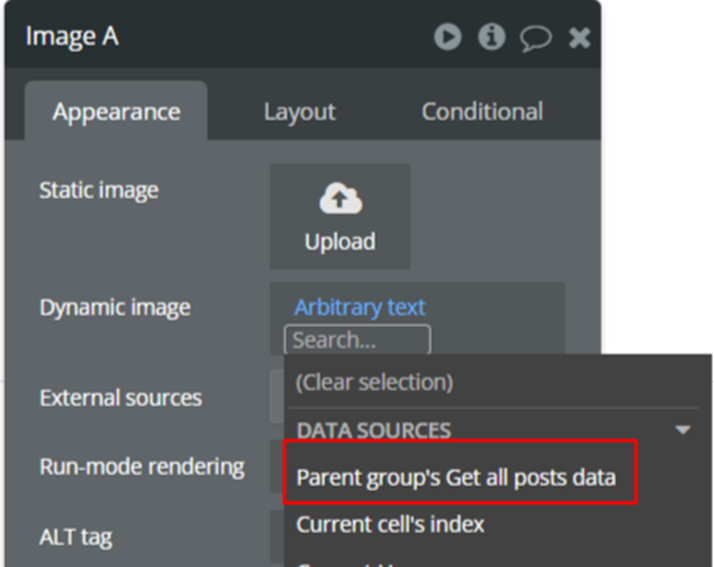 Image A
Appearance Layout Conditional
Static image
Upload
Dynamic image Arbitrary text
Search...
(Clear selection)
External sources
DATA SOURCES
Run-mode rendering Parent group's Get all posts data
Current cell's index
ALT tag